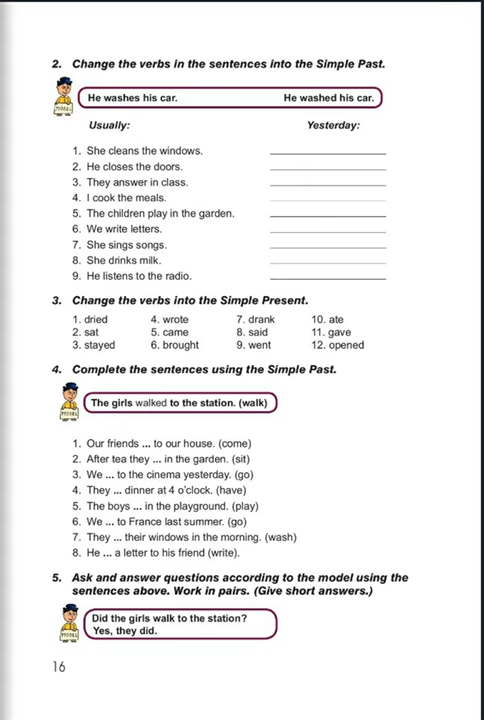 2. Change the verbs in the sentences into the Simple Past.
MODEL
He washes his car. He washed his car.
Usually: Yesterday:
1. She cleans the windows.
2. He closes the doors.
3. They answer in class.
4. I cook the meals.
5. The children play in the garden.
6. We write letters.
7. She sings songs.
8. She drinks milk.
9. He listens to the radio.
3. Change the verbs into the Simple Present.
1. dried 4. wrote 7. drank 10. ate
2. sat 5. came 8. said 11. gave
3. stayed 6. brought 9. went 12. opened
4. Complete the sentences using the Simple Past.
MODEL
The girls walked to the station. (walk)
1. Our friends ... to our house. (come)
2. After tea they ... in the garden. (sit)
3. We ... to the cinema yesterday. (go)
4. They ... dinner at 4 o'clock. (have)
5. The boys ... in the playground. (play)
6. We ... to France last summer. (go)
7. They ... their windows in the morning. (wash)
8. He ... a letter to his friend (write).
5. Ask and answer questions according to the model using the
sentences above. Work in pairs. (Give short answers.)
MODEL
Did the girls walk to the station?
Yes, they did.
16